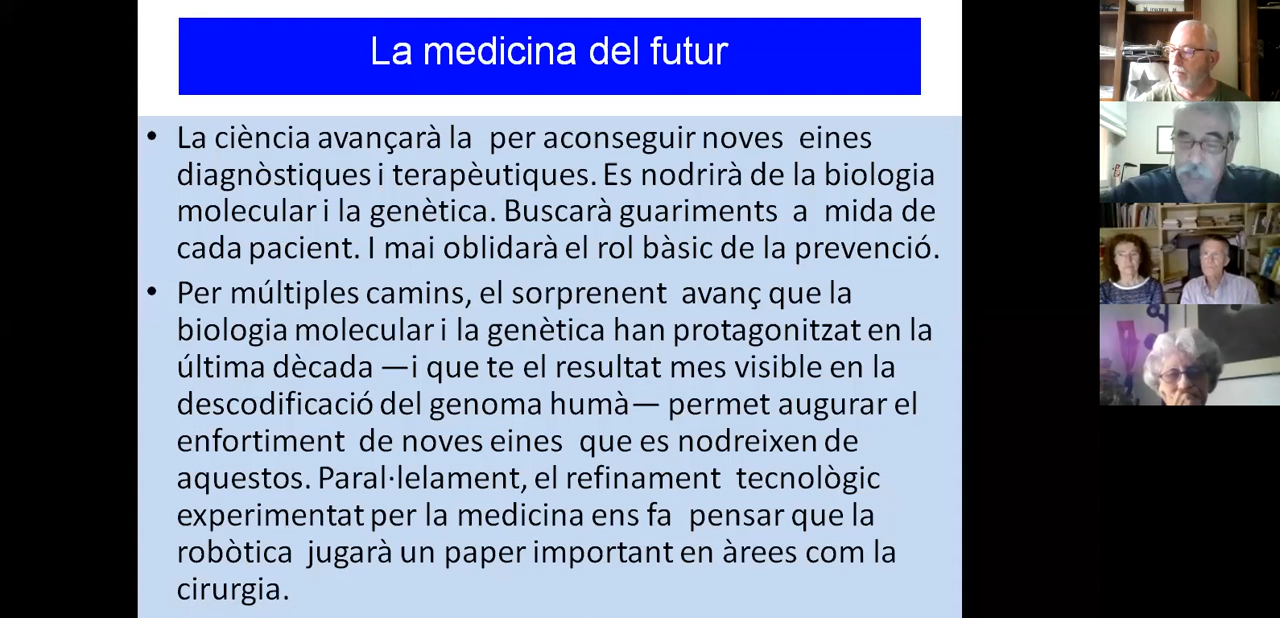 La medicina del futur
• La ciència avançarà la per aconseguir noves eines
diagnòstiques i terapèutiques. Es nodrirà de la biologia
molecular i la genètica. Buscarà guariments a mida de
cada pacient. I mai oblidarà el rol bàsic de la prevenció.
• Per múltiples camins, el sorprenent avanç que la
biologia molecular i la genètica han protagonitzat en la
última dècada —i que te el resultat mes visible en la
descodificació del genoma humà— permet augurar el
enfortiment de noves eines que es nodreixen de
aquestos. Paral·lelament, el refinament tecnològic
experimentat per la medicina ens fa pensar que la
robòtica jugarà un paper important en àrees com la
cirurgia.